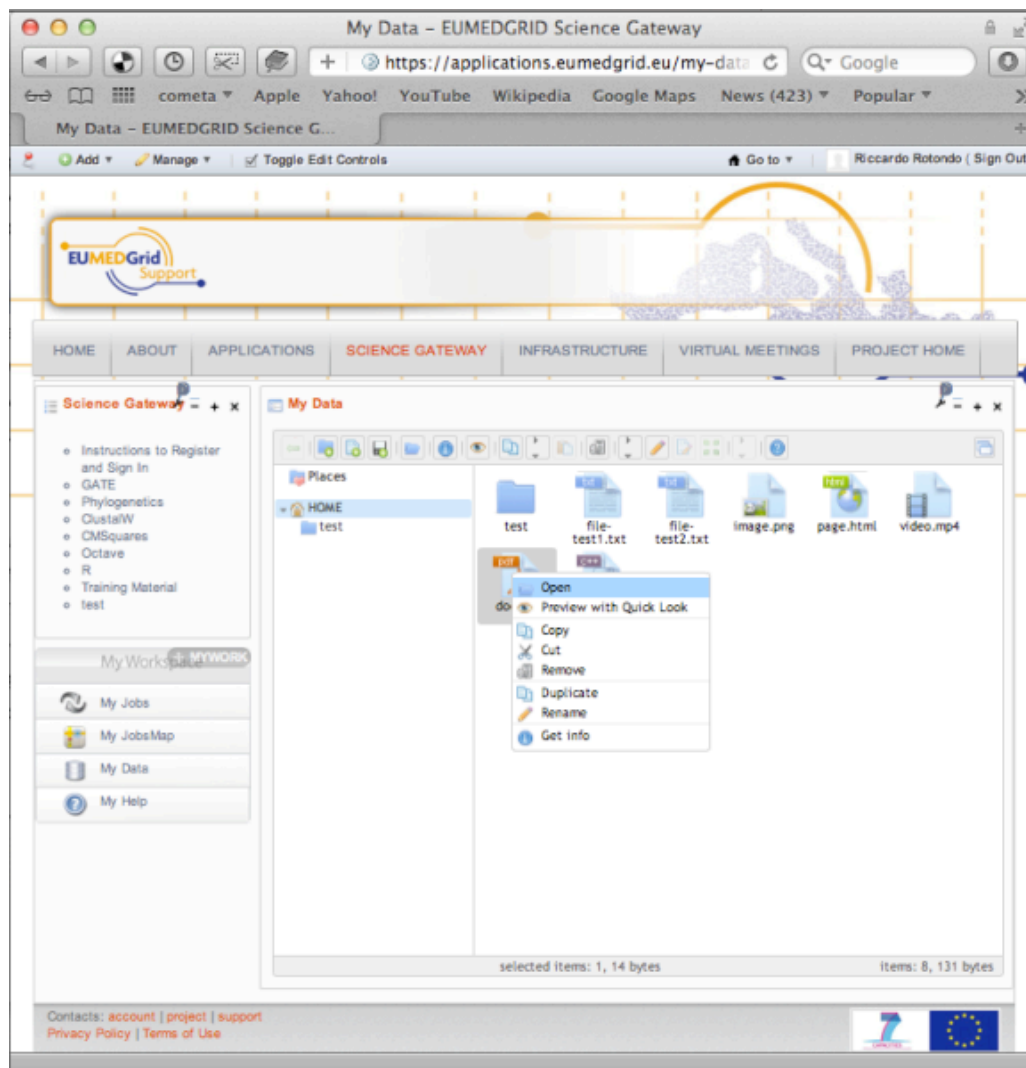 My Data – EUMEDGRID Science Gateway
https://applications.eumedgrid.eu/my-data
Google
cometa Apple Yahoo! YouTube Wikipedia Google Maps News (423) Popular
My Data – EUMEDGRID Science G...
Add Manage Toggle Edit Controls Go to Riccardo Rotondo ( Sign Out
EUMEDGrid
Support
HOME ABOUT APPLICATIONS SCIENCE GATEWAY INFRASTRUCTURE VIRTUAL MEETINGS PROJECT HOME
Science Gateway
Instructions to Register
and Sign In
GATE
Phylogenetics
ClustalW
CMSquares
Octave
R
Training Material
test
My Workspace
+ MYWORK
My Jobs
My JobsMap
My Data
My Help
My Data
Places
HOME
test
txt txt html
test file-test1.txt file-test2.txt image.png page.html video.mp4
pdf c++
Open
Preview with Quick Look
Copy
Cut
Remove
Duplicate
Rename
Get info
selected items: 1, 14 bytes items: 8, 131 bytes
Contacts: account | project | support
Privacy Policy | Terms of Use
7